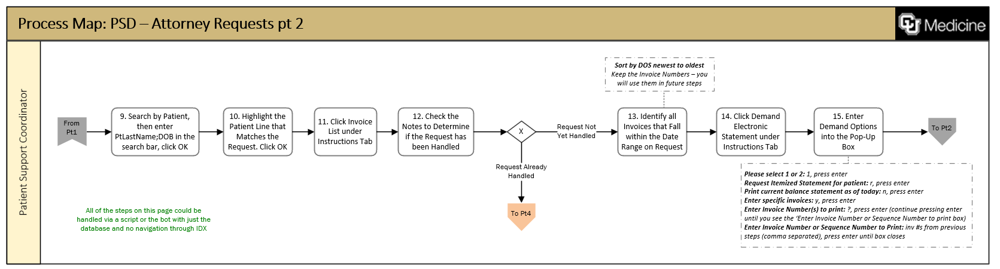 Process Map: PSD – Attorney Requests pt 2
CU Medicine
Patient Support Coordinator
From
Pt1
9. Search by Patient,
then enter
PtLastName;DOB in the
search bar, click OK
10. Highlight the
Patient Line that
Matches the
Request. Click OK
11. Click Invoice
List under
Instructions Tab
12. Check the
Notes to Determine
if the Request has
been Handled
X
Request Not
Yet Handled
Request Already
Handled
To Pt4
Sort by DOS newest to oldest
Keep the Invoice Numbers – you
will use them in future steps
13. Identify all
Invoices that Fall
within the Date
Range on Request
14. Click Demand
Electronic
Statement under
Instructions Tab
15. Enter
Demand Options
into the Pop-Up
Box
To Pt2
Please select 1 or 2: 1, press enter
Request Itemized Statement for patient: r, press enter
Print current balance statement as of today: n, press enter
Enter specific invoices: y, press enter
Enter Invoice Number(s) to print: ?, press enter (continue pressing enter
until you see the ‘Enter Invoice Number or Sequence Number to print box)
Enter Invoice Number or Sequence Number to Print: inv #s from previous
steps (comma separated), press enter until box closes
All of the steps on this page could be
handled via a script or the bot with just the
database and no navigation through IDX